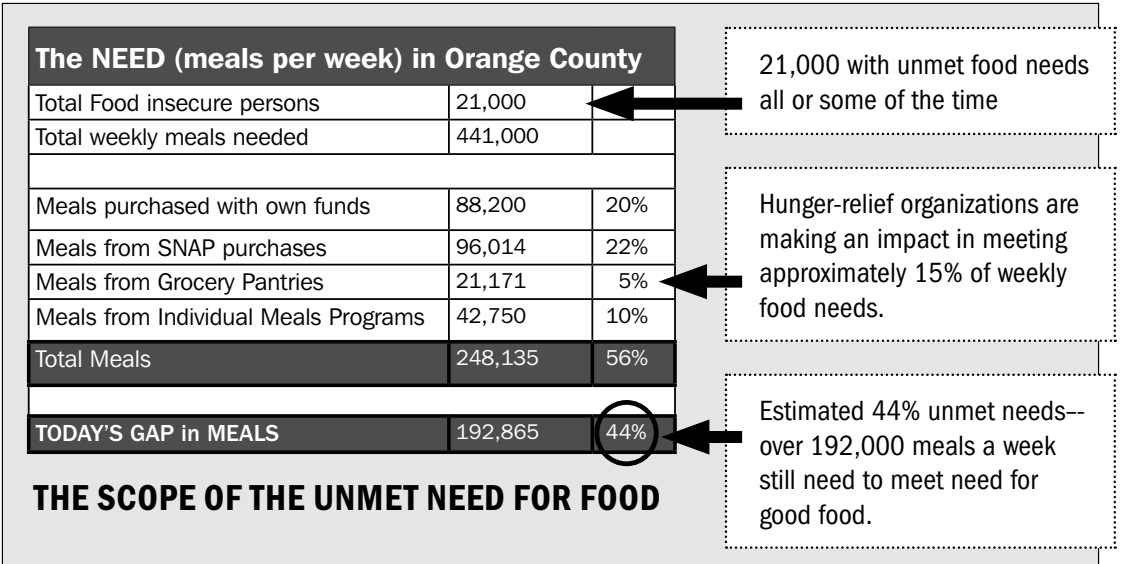 The NEED (meals per week) in Orange County
Total Food insecure persons 21,000
Total weekly meals needed 441,000
Meals purchased with own funds 88,200 20%
Meals from SNAP purchases 96,014 22%
Meals from Grocery Pantries 21,171 5%
Meals from Individual Meals Programs 42,750 10%
Total Meals 248,135 56%
TODAY'S GAP in MEALS 192,865 44%
THE SCOPE OF THE UNMET NEED FOR FOOD
21,000 with unmet food needs
all or some of the time
Hunger-relief organizations are
making an impact in meeting
approximately 15% of weekly
food needs.
Estimated 44% unmet needs--
over 192,000 meals a week
still need to meet need for
good food.